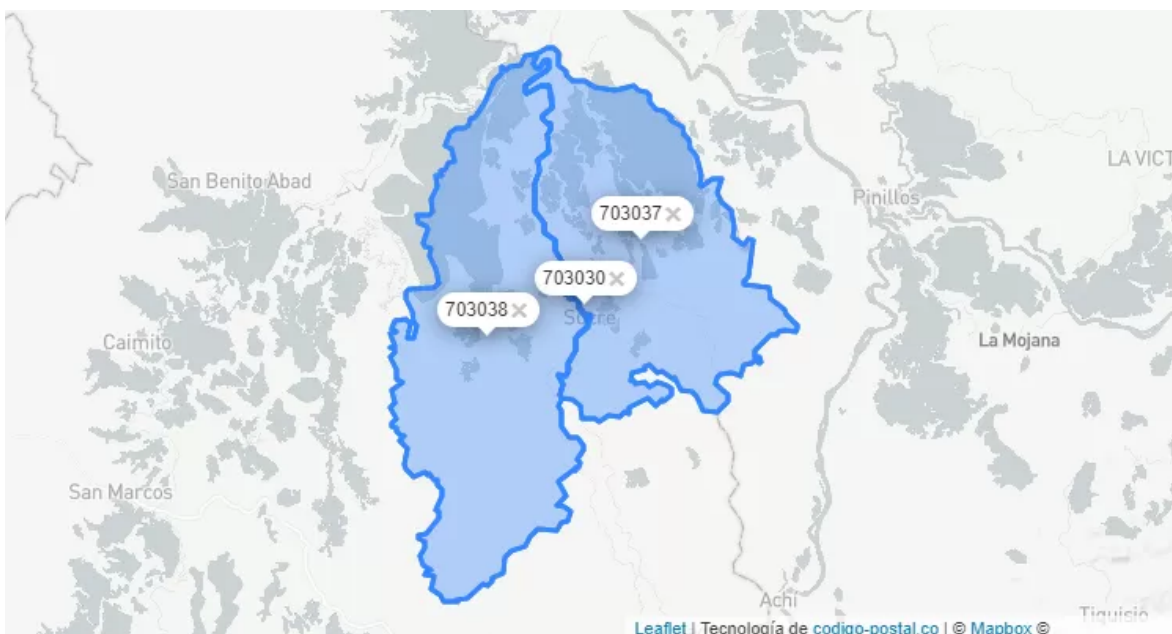 LA VICT
San Benito Abad
Pinillos
703037
703030
703038
Sucre
Caimito
La Mojana
San Marcos
Achí
Tiquisio
Leaflet | Tecnología de codigo-postal.co | © Mapbox ©